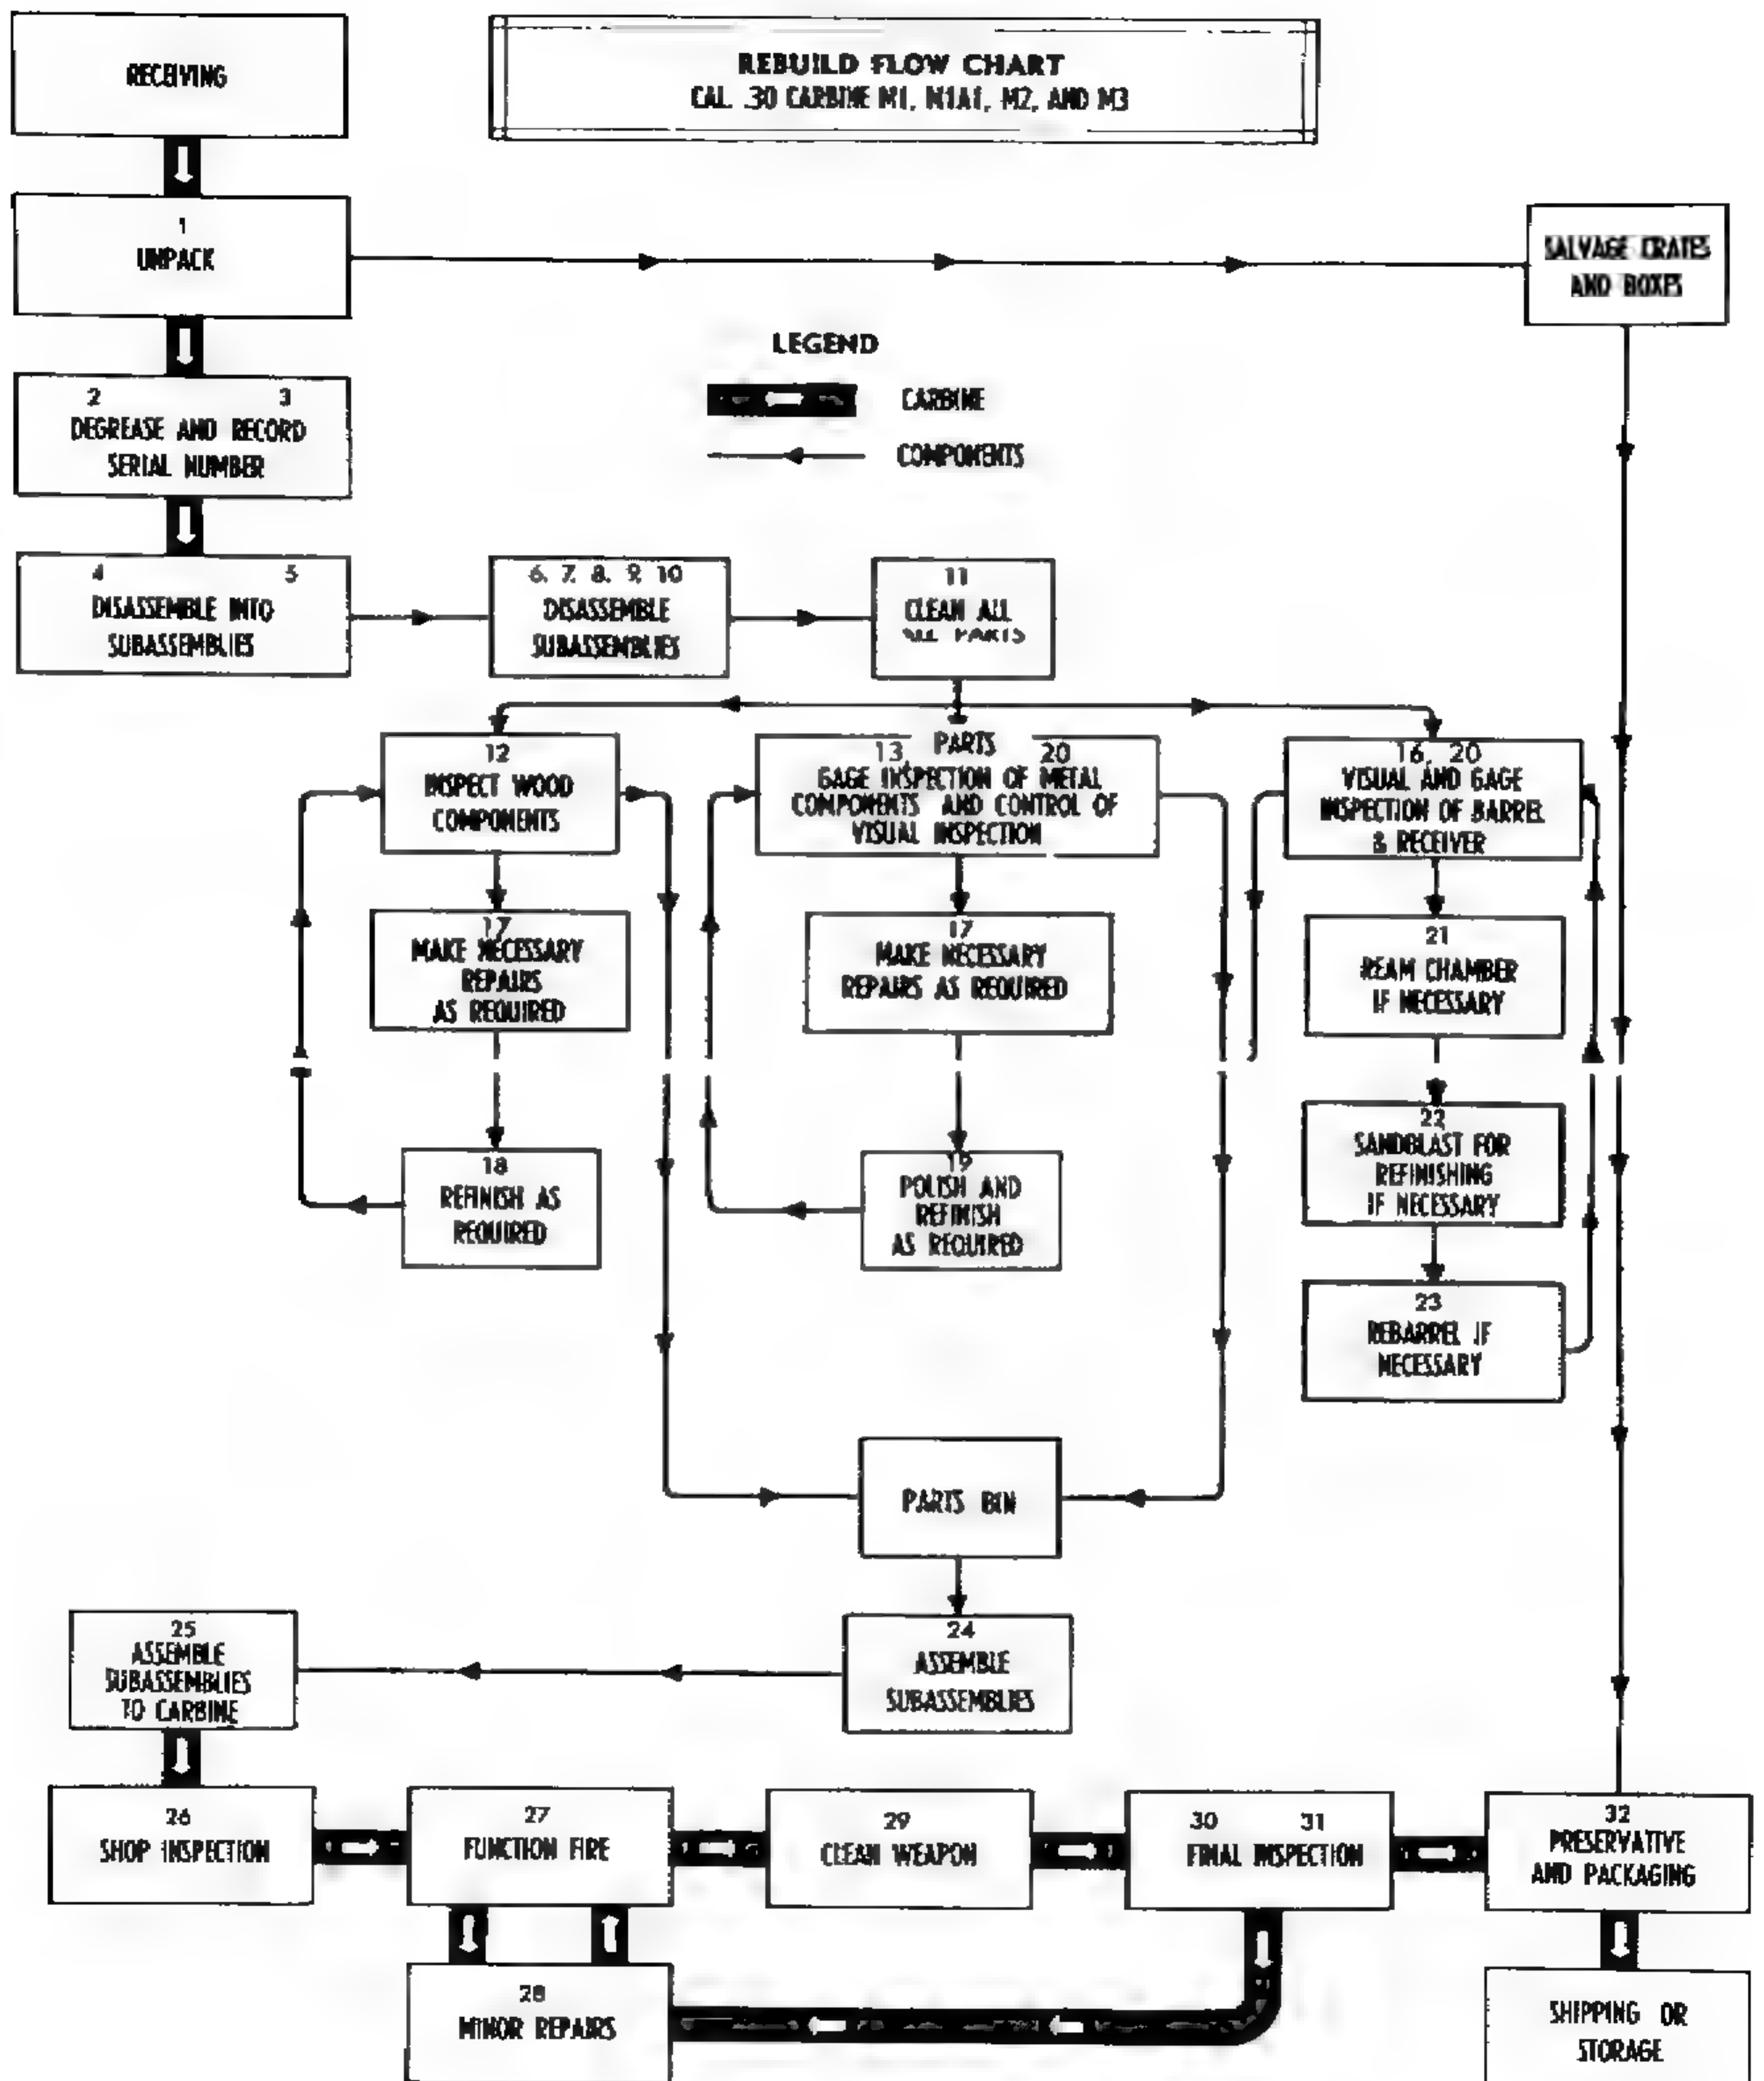 RECEIVING
REBUILD FLOW CHART
CAL. .30 CARBINE M1, M1A1, M2, AND M3
1
UNPACK
SALVAGE CRATES
AND BOXES
LEGEND
CARBINE
COMPONENTS
2 3
DEGREASE AND RECORD
SERIAL NUMBER
4 5
DISASSEMBLE INTO
SUBASSEMBLIES
6, 7, 8, 9, 10
DISASSEMBLE
SUBASSEMBLIES
11
CLEAN ALL
ALL PARTS
12
INSPECT WOOD
COMPONENTS
PARTS
13, 20
GAGE INSPECTION OF METAL
COMPONENTS AND CONTROL OF
VISUAL INSPECTION
16, 20
VISUAL AND GAGE
INSPECTION OF BARREL
& RECEIVER
17
MAKE NECESSARY
REPAIRS
AS REQUIRED
17
MAKE NECESSARY
REPAIRS AS REQUIRED
21
REAM CHAMBER
IF NECESSARY
18
REFINISH AS
REQUIRED
19
POLISH AND
REFINISH
AS REQUIRED
22
SANDBLAST FOR
REFINISHING
IF NECESSARY
23
REBARREL IF
NECESSARY
PARTS BIN
24
ASSEMBLE
SUBASSEMBLIES
25
ASSEMBLE
SUBASSEMBLIES
TO CARBINE
26
SHOP INSPECTION
27
FUNCTION FIRE
29
CLEAN WEAPON
30 31
FINAL INSPECTION
32
PRESERVATIVE
AND PACKAGING
28
MINOR REPAIRS
SHIPPING OR
STORAGE